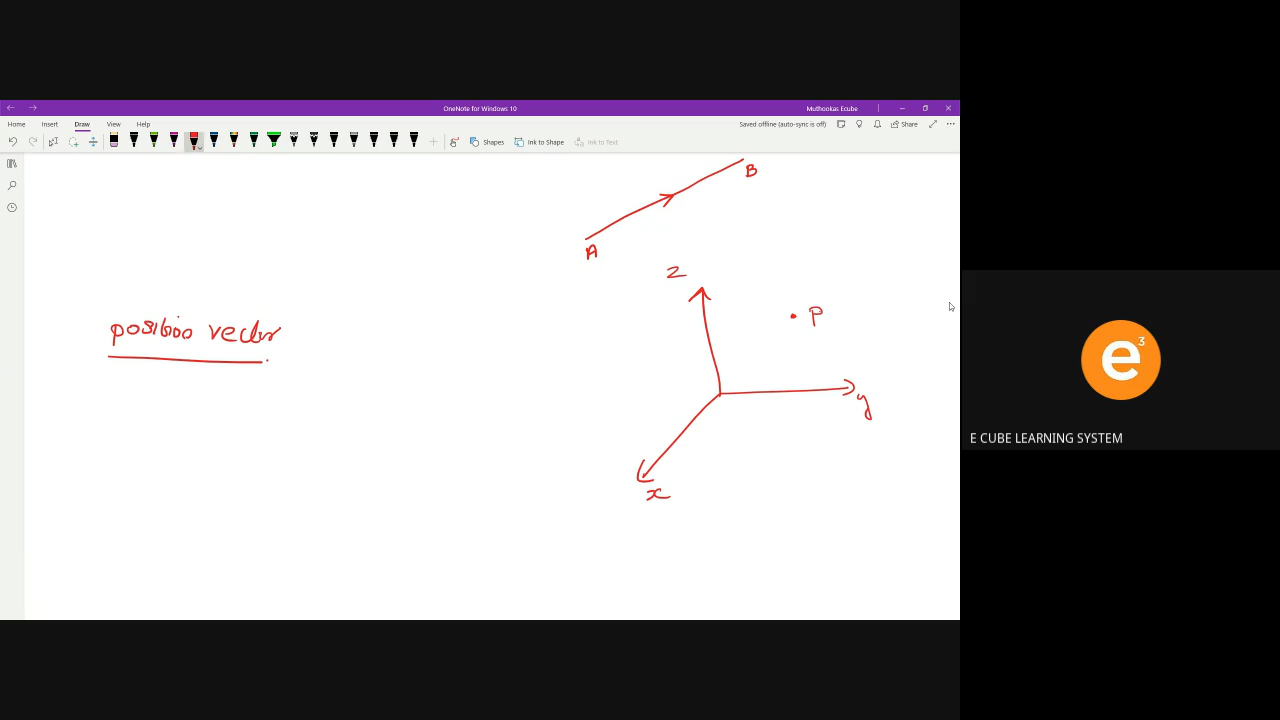 OneNote for Windows 10
Muthookas Ecube
Home Insert Draw View Help
Saved offline (auto-sync is off)
Share
Shapes
Ink to Shape
Ink to Text
B
A
z
P
position vector
y
x
e3
E CUBE LEARNING SYSTEM